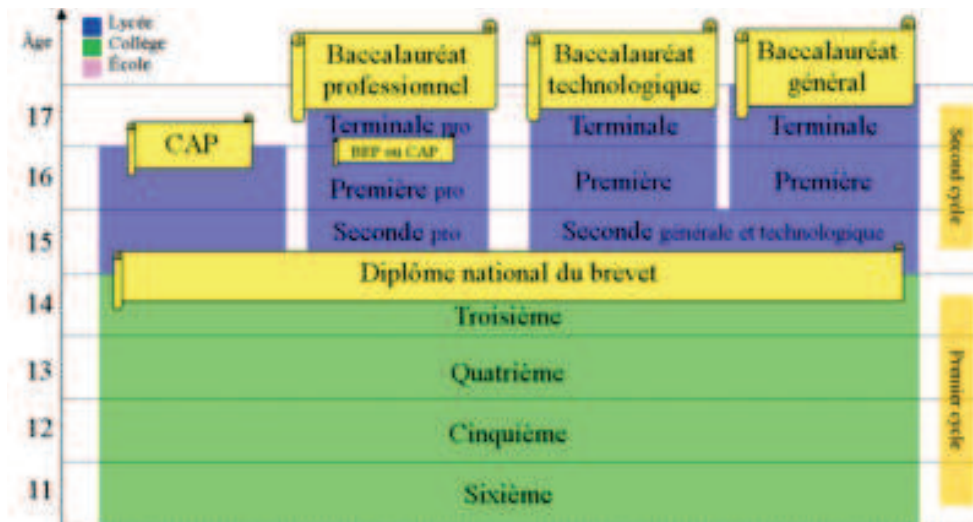 Lycée
Collège
École
Âge
Baccalauréat
professionnel
Baccalauréat
technologique
Baccalauréat
général
17
CAP
Terminale pro
Terminale
Terminale
BEP ou CAP
16
Première pro
Première
Première
15
Seconde pro
Seconde générale et technologique
Second cycle
Diplôme national du brevet
14
Troisième
13
Quatrième
12
Cinquième
11
Sixième
Premier cycle